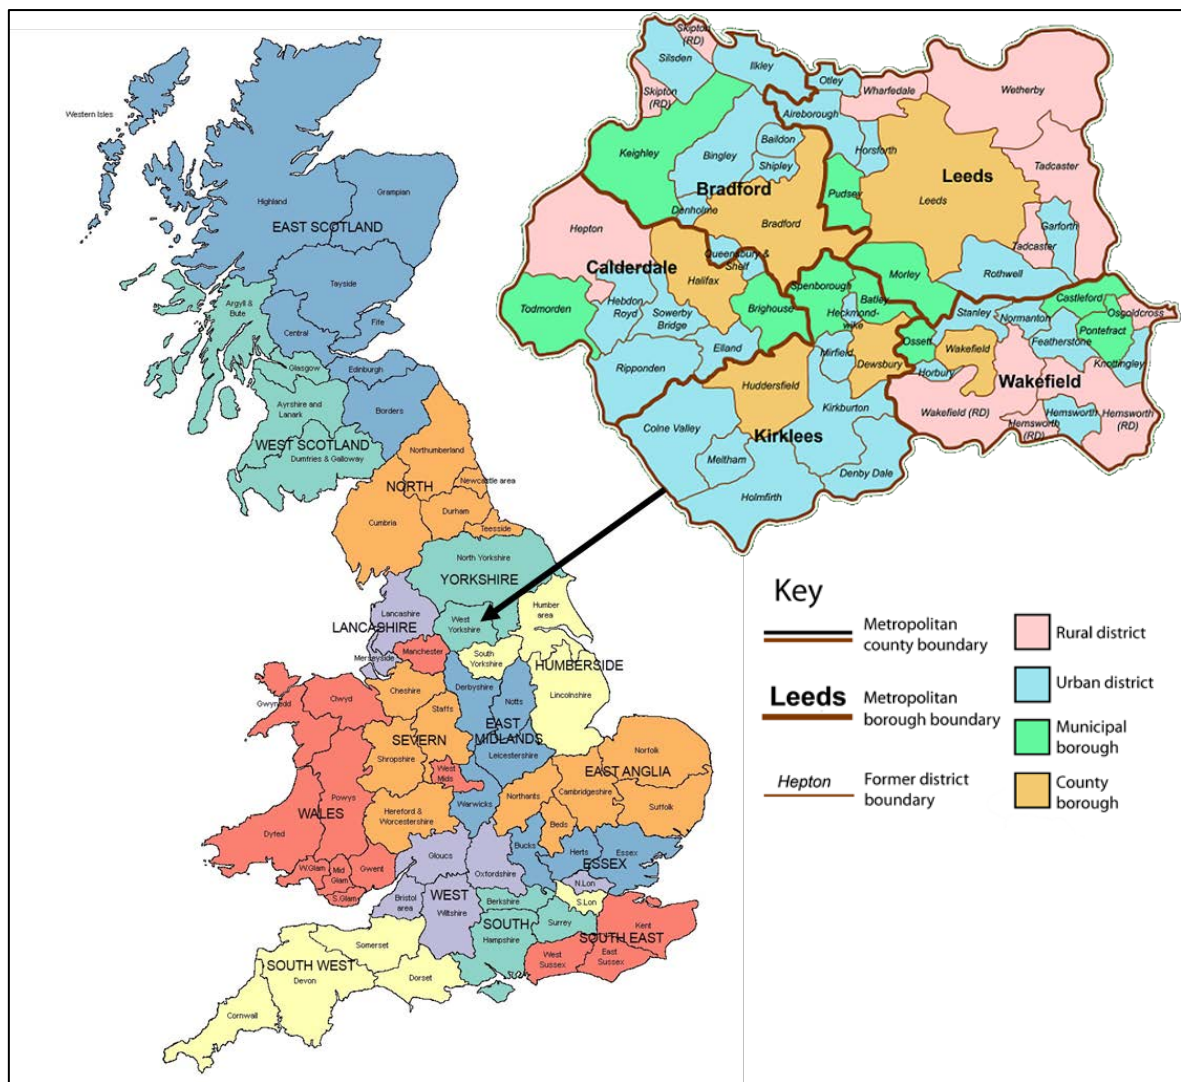 Western Isles
Highland
Grampian
EAST SCOTLAND
Tayside
Argyll &
Bute
Central
Fife
Glasgow
Edinburgh
Ayrshire and
Lanark
Borders
WEST SCOTLAND
Dumfries & Galloway
Northumberland
NORTH
Newcastle area
Durham
Cumbria
Teesside
North Yorkshire
YORKSHIRE
Lancashire
LANCASHIRE
West
Yorkshire
Humber
area
Merseyside
Manchester
South
Yorkshire
HUMBERSIDE
Lincolnshire
Gwynedd
Clwyd
Cheshire
Derbyshire
Notts
Staffs
EAST
MIDLANDS
SEVERN
Leicestershire
Shropshire
West
Mids
Norfolk
EAST ANGLIA
Powys
WALES
Hereford &
Worcestershire
Warwicks
Northants
Cambridgeshire
Suffolk
Dyfed
Beds
W.Glam
Mid
Glam
Gwent
S.Glam
Gloucs
Oxfordshire
Bucks
Herts
Essex
ESSEX
N.Lon
S.Lon
Bristol
area
WEST
Wiltshire
Berkshire
SOUTH
Hampshire
Surrey
Kent
SOUTH EAST
West
Sussex
East
Sussex
Somerset
SOUTH WEST
Devon
Dorset
Cornwall
Skipton
(RD)
Silsden
Ilkley
Otley
Skipton
(RD)
Wharfedale
Wetherby
Aireborough
Baildon
Horsforth
Keighley
Bingley
Shipley
Tadcaster
Bradford
Pudsey
Leeds
Leeds
Denholme
Bradford
Hepton
Garforth
Tadcaster
Queensbury &
Shelf
Calderdale
Halifax
Morley
Rothwell
Spenborough
Todmorden
Hebden
Royd
Sowerby
Bridge
Brighouse
Batley
Heckmond-
wike
Castleford
Osgoldcross
Stanley
Normanton
Pontefract
Elland
Ossett
Wakefield
Featherstone
Mirfield
Ripponden
Dewsbury
Horbury
Knottingley
Huddersfield
Wakefield
Kirkburton
Wakefield (RD)
Hemsworth
Hemsworth
(RD)
Hemsworth
(RD)
Colne Valley
Kirklees
Meltham
Denby Dale
Holmfirth
Key
Metropolitan
county boundary
Leeds
Metropolitan
borough boundary
Hepton
Former district
boundary
Rural district
Urban district
Municipal
borough
County
borough